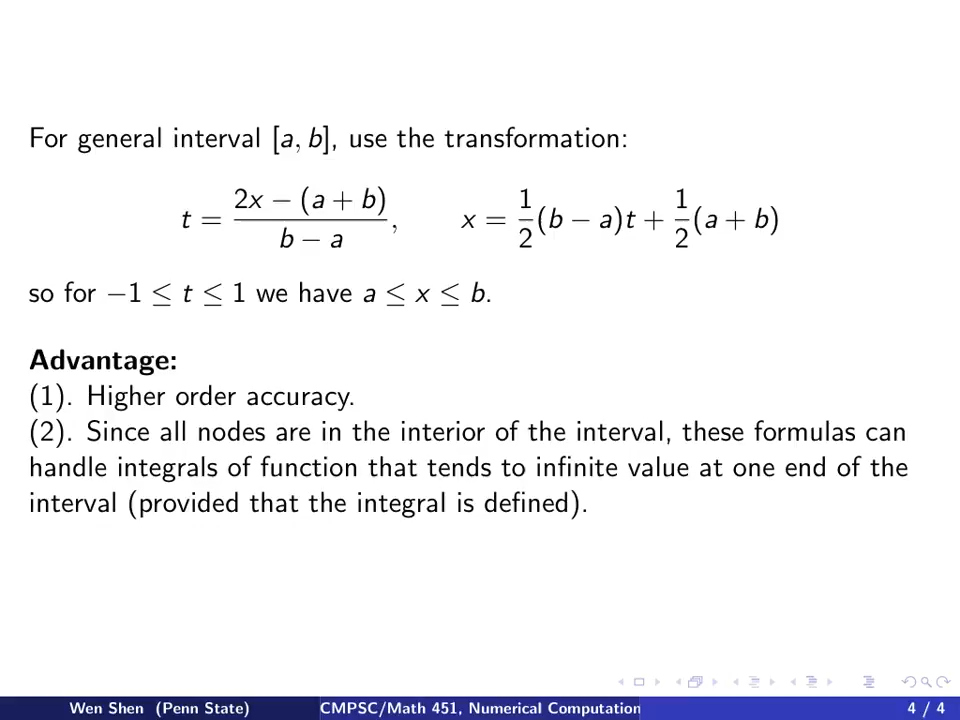 For general interval [a, b], use the transformation:
t = \frac{2x − (a + b)}{b − a}, x = \frac{1}{2}(b − a)t + \frac{1}{2}(a + b)
so for −1 ≤ t ≤ 1 we have a ≤ x ≤ b.
Advantage:
(1). Higher order accuracy.
(2). Since all nodes are in the interior of the interval, these formulas can
handle integrals of function that tends to infinite value at one end of the
interval (provided that the integral is defined).
Wen Shen (Penn State) CMPSC/Math 451, Numerical Computation 4 / 4